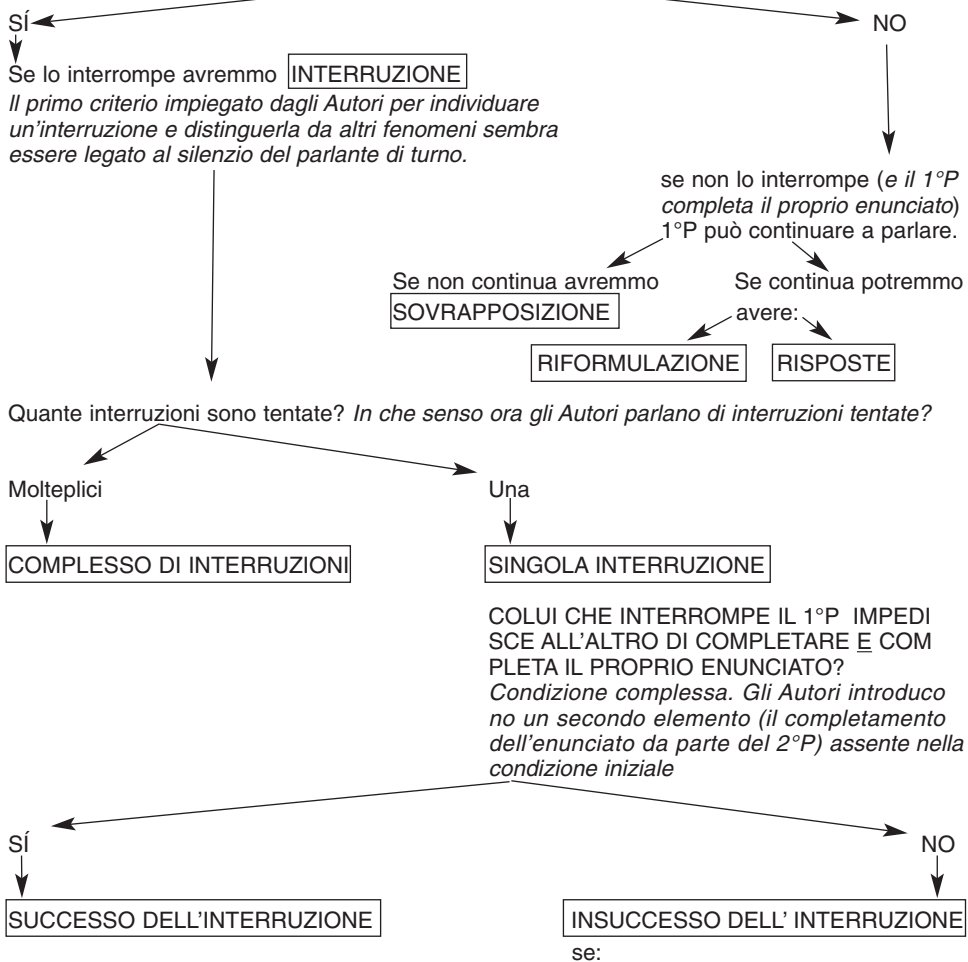 SÍ
NO
Se lo interrompe avremmo INTERRUZIONE
Il primo criterio impiegato dagli Autori per individuare
un'interruzione e distinguerla da altri fenomeni sembra
essere legato al silenzio del parlante di turno.
se non lo interrompe (e il 1°P
completa il proprio enunciato)
1°P può continuare a parlare.
Se non continua avremmo
SOVRAPPOSIZIONE
Se continua potremmo
avere:
RIFORMULAZIONE
RISPOSTE
Quante interruzioni sono tentate? In che senso ora gli Autori parlano di interruzioni tentate?
Molteplici
Una
COMPLESSO DI INTERRUZIONI
SINGOLA INTERRUZIONE
COLUI CHE INTERROMPE IL 1°P IMPEDI
SCE ALL'ALTRO DI COMPLETARE E COM
PLETA IL PROPRIO ENUNCIATO?
Condizione complessa. Gli Autori introduco
no un secondo elemento (il completamento
dell'enunciato da parte del 2°P) assente nella
condizione iniziale
SÍ
NO
SUCCESSO DELL'INTERRUZIONE
INSUCCESSO DELL' INTERRUZIONE
se: